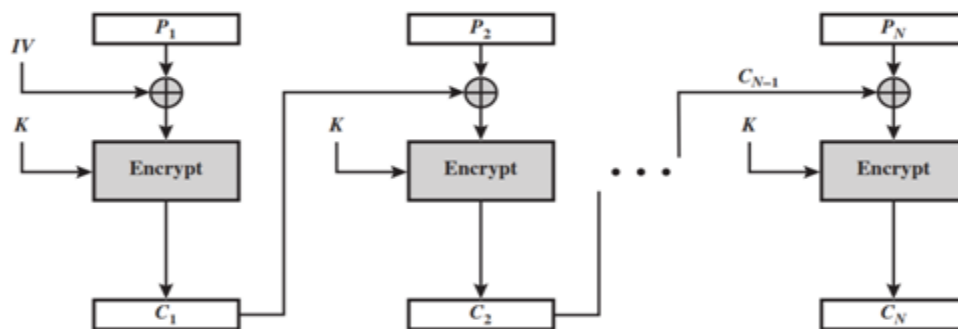 P1 P2 PN
IV
CN–1
K K K
Encrypt Encrypt • • • Encrypt
C1 C2 CN